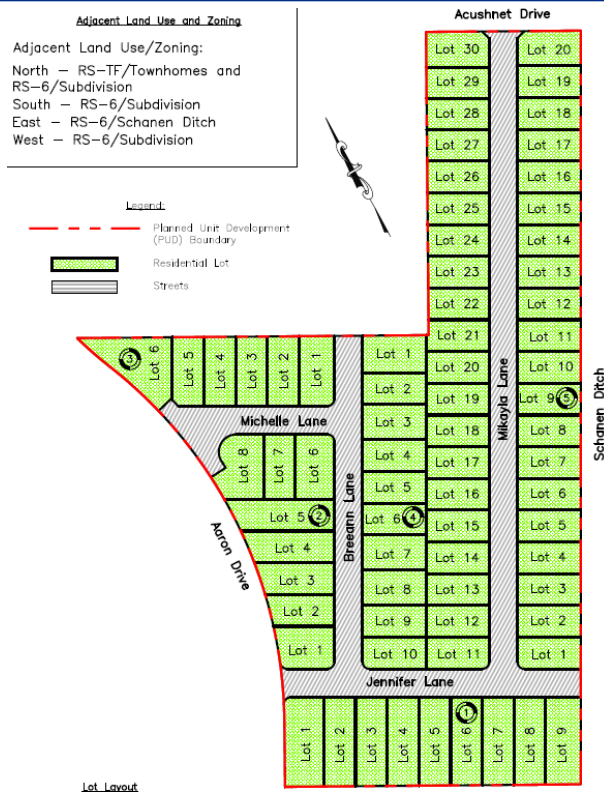 Adjacent Land Use and Zoning
Adjacent Land Use/Zoning:
North – RS-TF/Townhomes and
RS-6/Subdivision
South – RS-6/Subdivision
East – RS-6/Schanen Ditch
West – RS-6/Subdivision
Legend:
Planned Unit Development
(PUD) Boundary
Residential Lot
Streets
Acushnet Drive
Lot 30
Lot 29
Lot 28
Lot 27
Lot 26
Lot 25
Lot 24
Lot 23
Lot 22
Lot 21
Lot 20
Lot 19
Lot 18
Lot 17
Lot 16
Lot 15
Lot 14
Lot 13
Lot 12
Lot 11
Mikayla Lane
Lot 20
Lot 19
Lot 18
Lot 17
Lot 16
Lot 15
Lot 14
Lot 13
Lot 12
Lot 11
Lot 10
Lot 9 5
Lot 8
Lot 7
Lot 6
Lot 5
Lot 4
Lot 3
Lot 2
Lot 1
Schanen Ditch
3
Lot 6
Lot 5
Lot 4
Lot 3
Lot 2
Lot 1
Michelle Lane
Lot 8
Lot 7
Lot 6
Lot 5 2
Lot 4
Lot 3
Lot 2
Lot 1
Aaron Drive
Breeann Lane
Lot 1
Lot 2
Lot 3
Lot 4
Lot 5
Lot 6 4
Lot 7
Lot 8
Lot 9
Lot 10
Jennifer Lane
Lot 1
Lot 2
Lot 3
Lot 4
Lot 5
Lot 6
1
Lot 7
Lot 8
Lot 9
Lot Layout